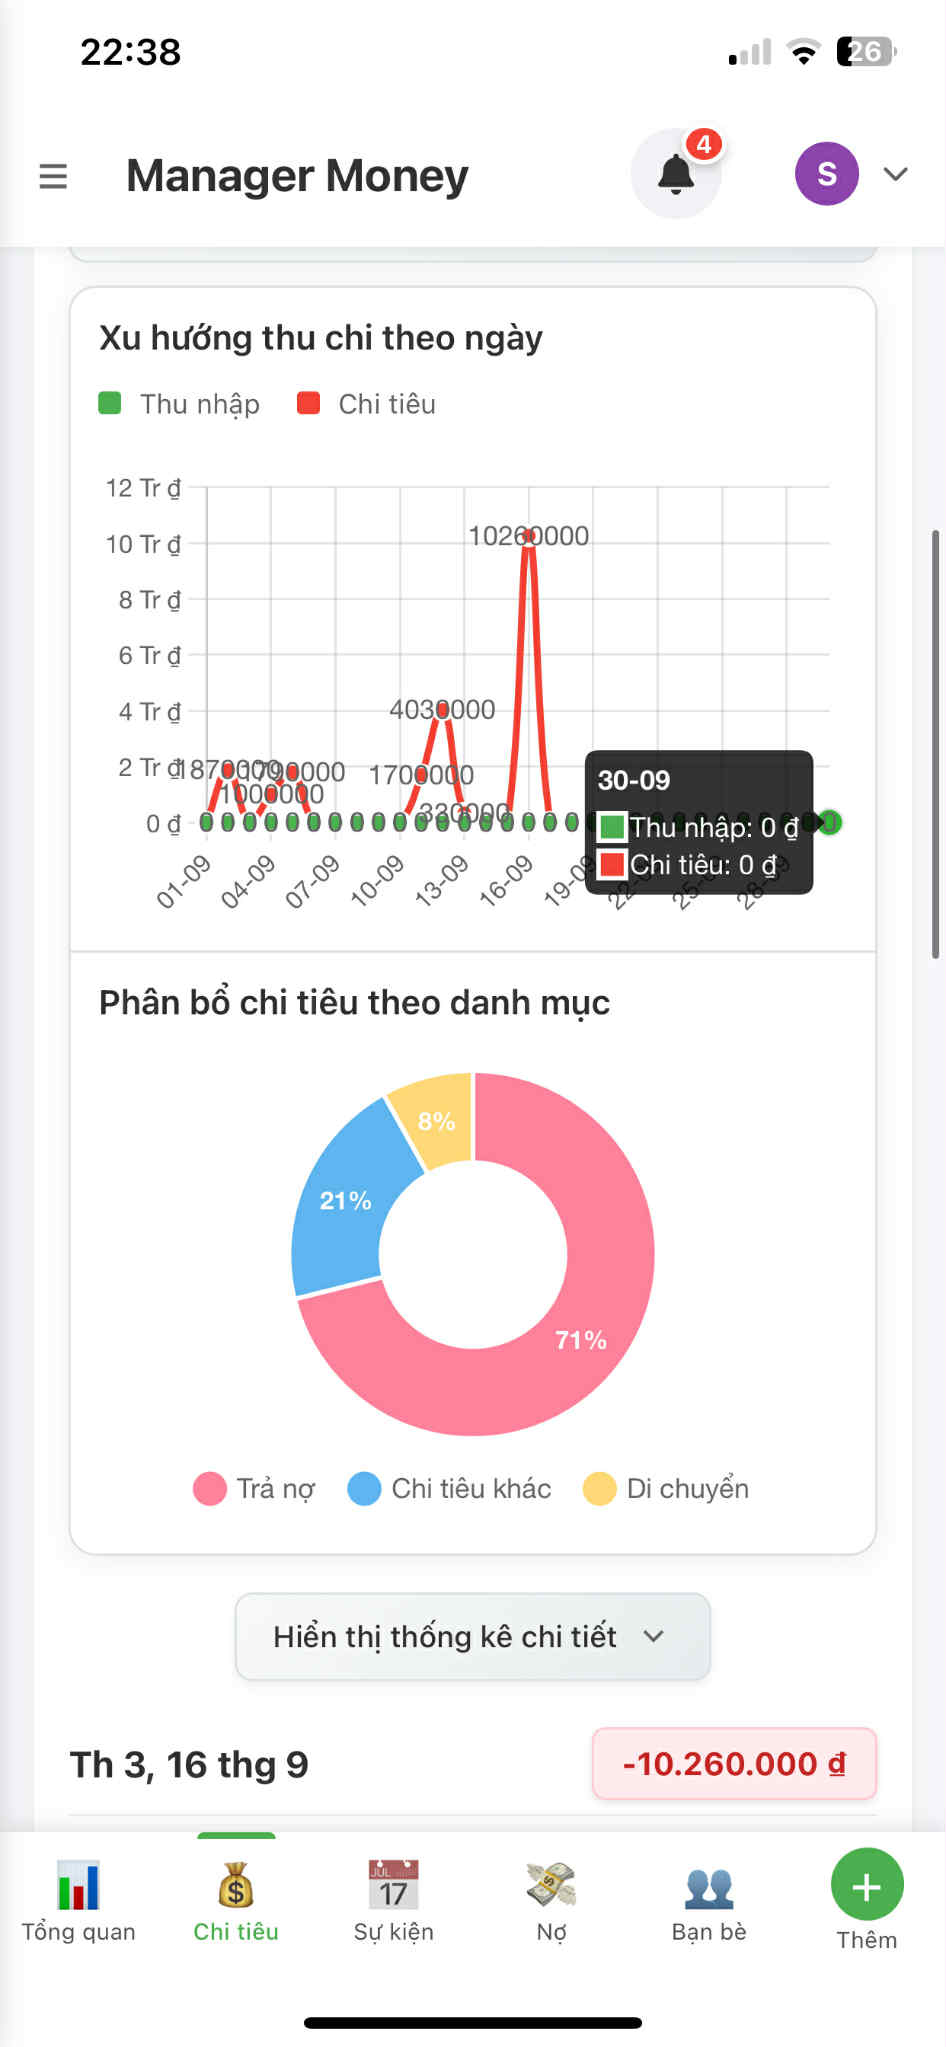 22:38
26
4
Manager Money
S
Xu hướng thu chi theo ngày
Thu nhập
Chi tiêu
12 Tr ₫
10 Tr ₫
8 Tr ₫
6 Tr ₫
4 Tr ₫
2 Tr ₫
0 ₫
10260000
4030000
1870000
1790000
1700000
1000000
330000
30-09
Thu nhập: 0 ₫
Chi tiêu: 0 ₫
01-09
04-09
07-09
10-09
13-09
16-09
19-09
22-09
25-09
28-09
Phân bổ chi tiêu theo danh mục
8%
21%
71%
Trả nợ
Chi tiêu khác
Di chuyển
Hiển thị thống kê chi tiết
Th 3, 16 thg 9
-10.260.000 ₫
JUL
17
Tổng quan
Chi tiêu
Sự kiện
Nợ
Bạn bè
Thêm